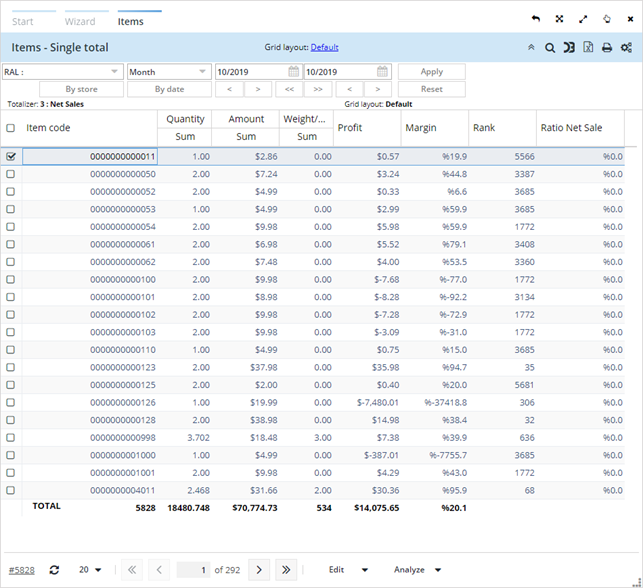 Start Wizard Items
Items - Single total Grid layout: Default
RAL : Month 10/2019 10/2019 Apply
By store By date < > << >> < > Reset
Totalizer: 3 : Net Sales Grid layout: Default
Item code Quantity Amount Weight/... Profit Margin Rank Ratio Net Sale
Sum Sum Sum
0000000000011 1.00 $2.86 0.00 $0.57 %19.9 5566 %0.0
0000000000050 2.00 $7.24 0.00 $3.24 %44.8 3387 %0.0
0000000000052 2.00 $4.99 0.00 $0.33 %6.6 3685 %0.0
0000000000053 1.00 $4.99 0.00 $2.99 %59.9 3685 %0.0
0000000000054 2.00 $9.98 0.00 $5.98 %59.9 1772 %0.0
0000000000061 2.00 $6.98 0.00 $5.52 %79.1 3408 %0.0
0000000000062 2.00 $7.48 0.00 $4.00 %53.5 3360 %0.0
0000000000100 2.00 $9.98 0.00 $-7.68 %-77.0 1772 %0.0
0000000000101 2.00 $8.98 0.00 $-8.28 %-92.2 3134 %0.0
0000000000102 2.00 $9.98 0.00 $-7.28 %-72.9 1772 %0.0
0000000000103 2.00 $9.98 0.00 $-3.09 %-31.0 1772 %0.0
0000000000110 1.00 $4.99 0.00 $0.75 %15.0 3685 %0.0
0000000000123 2.00 $37.98 0.00 $35.98 %94.7 35 %0.0
0000000000125 2.00 $2.00 0.00 $0.40 %20.0 5681 %0.0
0000000000126 1.00 $19.99 0.00 $-7,480.01 %-37418.8 306 %0.0
0000000000128 2.00 $38.98 0.00 $14.98 %38.4 32 %0.0
0000000000998 3.702 $18.48 3.00 $7.38 %39.9 636 %0.0
0000000001000 1.00 $4.99 0.00 $-387.01 %-7755.7 3685 %0.0
0000000001001 2.00 $9.98 0.00 $4.29 %43.0 1772 %0.0
0000000004011 2.468 $31.66 2.00 $30.36 %95.9 68 %0.0
TOTAL 5828 18480.748 $70,774.73 534 $14,075.65 %20.1
#5828 20 1 of 292 Edit Analyze